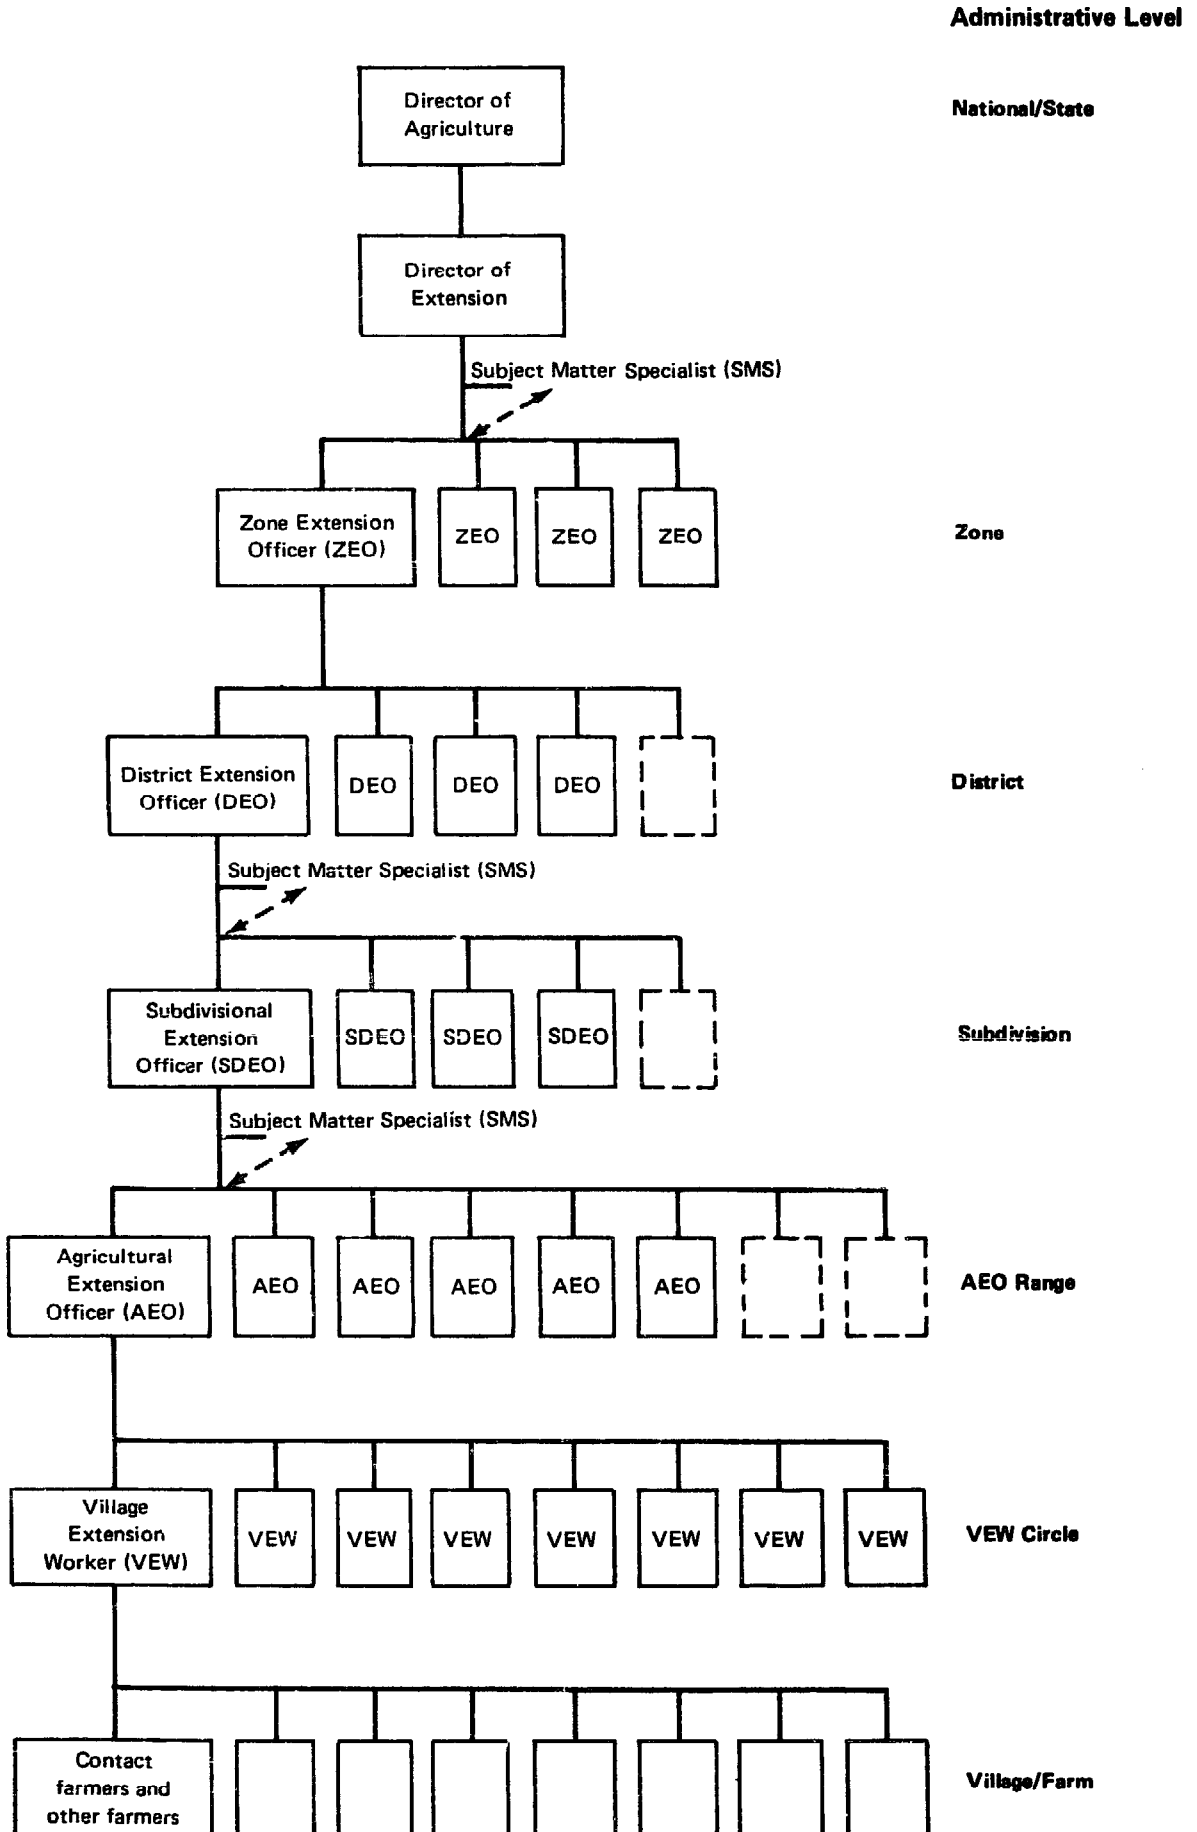 Administrative Level
Director of
Agriculture
National/State
Director of
Extension
Subject Matter Specialist (SMS)
Zone Extension
Officer (ZEO)
ZEO
ZEO
ZEO
Zone
District Extension
Officer (DEO)
DEO
DEO
DEO
District
Subject Matter Specialist (SMS)
Subdivisional
Extension
Officer (SDEO)
SDEO
SDEO
SDEO
Subdivision
Subject Matter Specialist (SMS)
Agricultural
Extension
Officer (AEO)
AEO
AEO
AEO
AEO
AEO
AEO Range
Village
Extension
Worker (VEW)
VEW
VEW
VEW
VEW
VEW
VEW
VEW
VEW Circle
Contact
farmers and
other farmers
Village/Farm